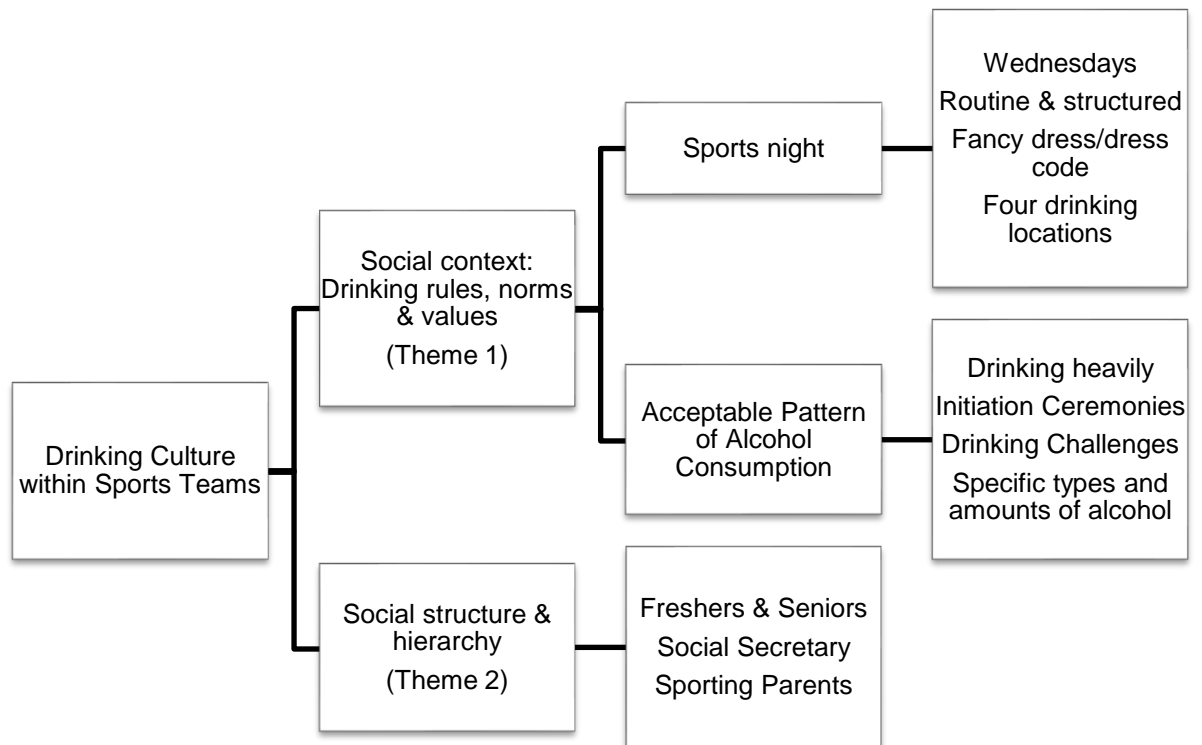 Drinking Culture
within Sports Teams
Social context:
Drinking rules, norms
& values
(Theme 1)
Sports night
Wednesdays
Routine & structured
Fancy dress/dress
code
Four drinking
locations
Acceptable Pattern
of Alcohol
Consumption
Drinking heavily
Initiation Ceremonies
Drinking Challenges
Specific types and
amounts of alcohol
Social structure &
hierarchy
(Theme 2)
Freshers & Seniors
Social Secretary
Sporting Parents